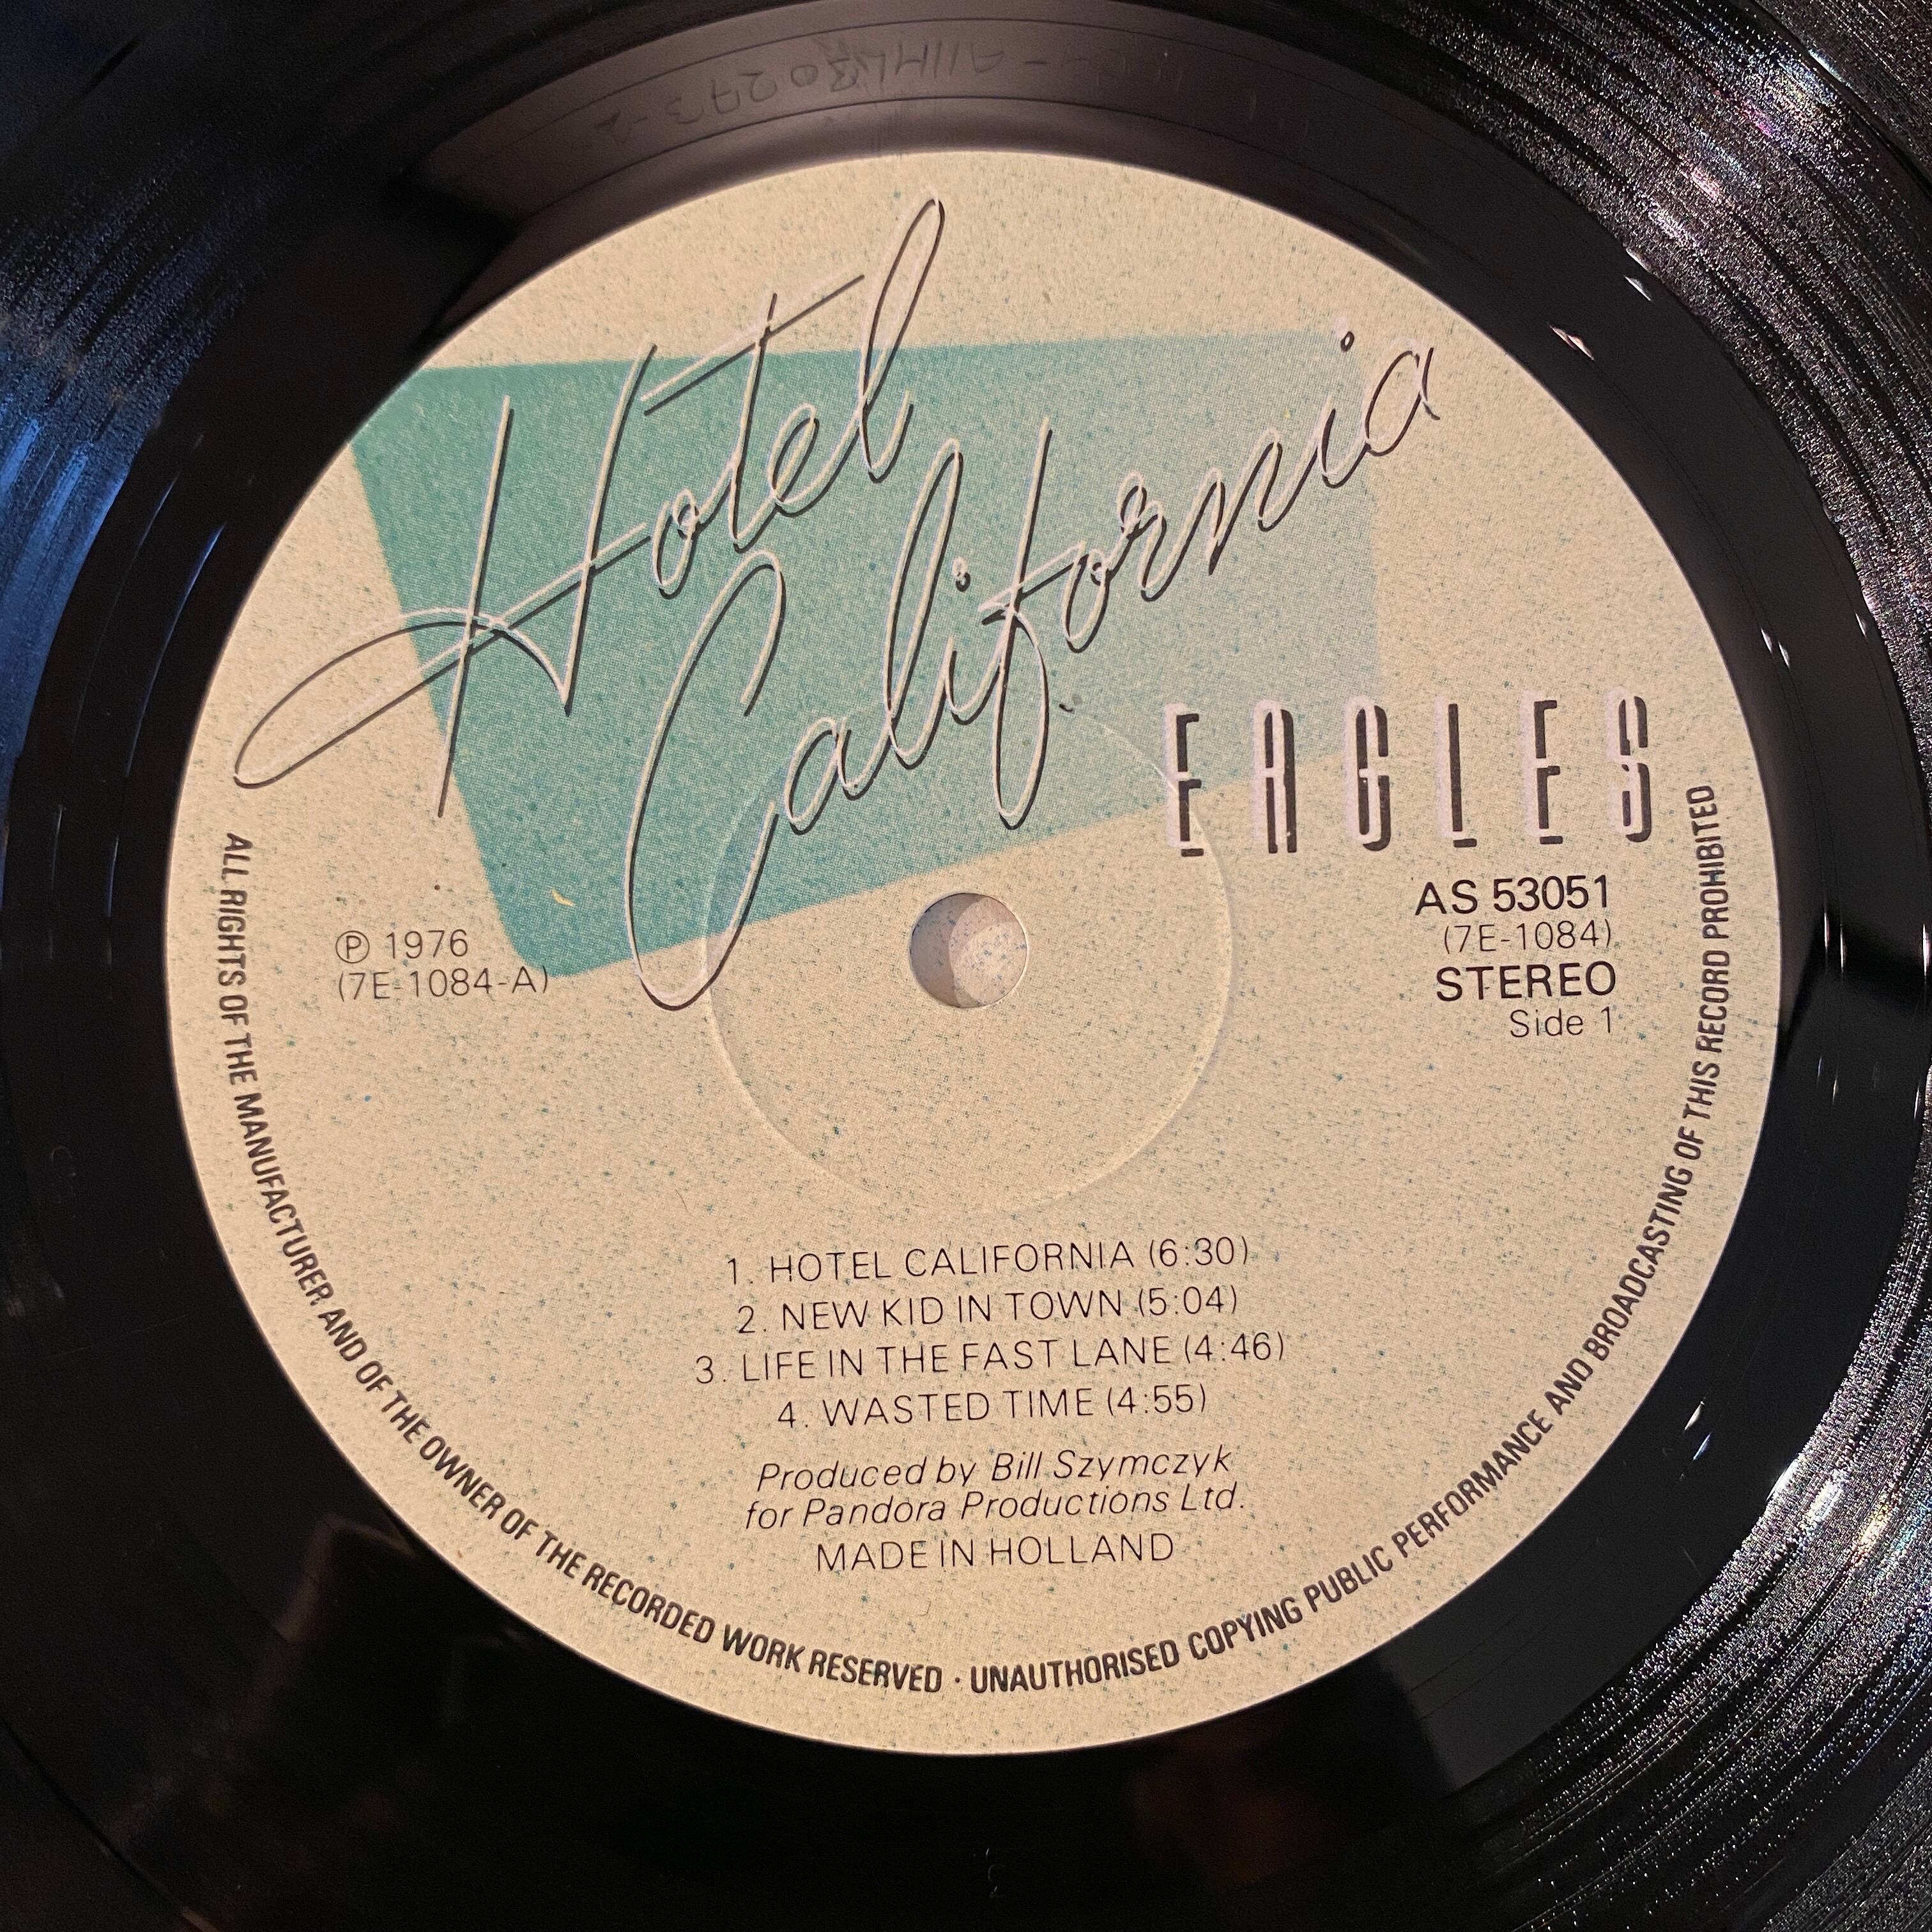 Hotel
California
EAGLES
AS 53051
(7E-1084)
STEREO
Side 1
℗ 1976
(7E-1084-A)
1. HOTEL CALIFORNIA (6:30)
2. NEW KID IN TOWN (5:04)
3. LIFE IN THE FAST LANE (4:46)
4. WASTED TIME (4:55)
Produced by Bill Szymczyk
for Pandora Productions Ltd.
MADE IN HOLLAND
ALL RIGHTS OF THE MANUFACTURER AND OF THE OWNER OF THE RECORDED WORK RESERVED · UNAUTHORISED COPYING PUBLIC PERFORMANCE AND BROADCASTING OF THIS RECORD PROHIBITED